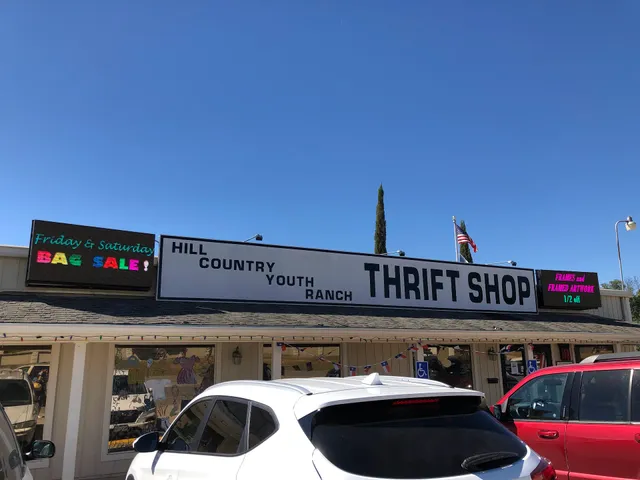 Friday & Saturday
BAG SALE!
HILL
COUNTRY
YOUTH
RANCH
THRIFT SHOP
FRAMES and
FRAMED ARTWORK
1/2 off